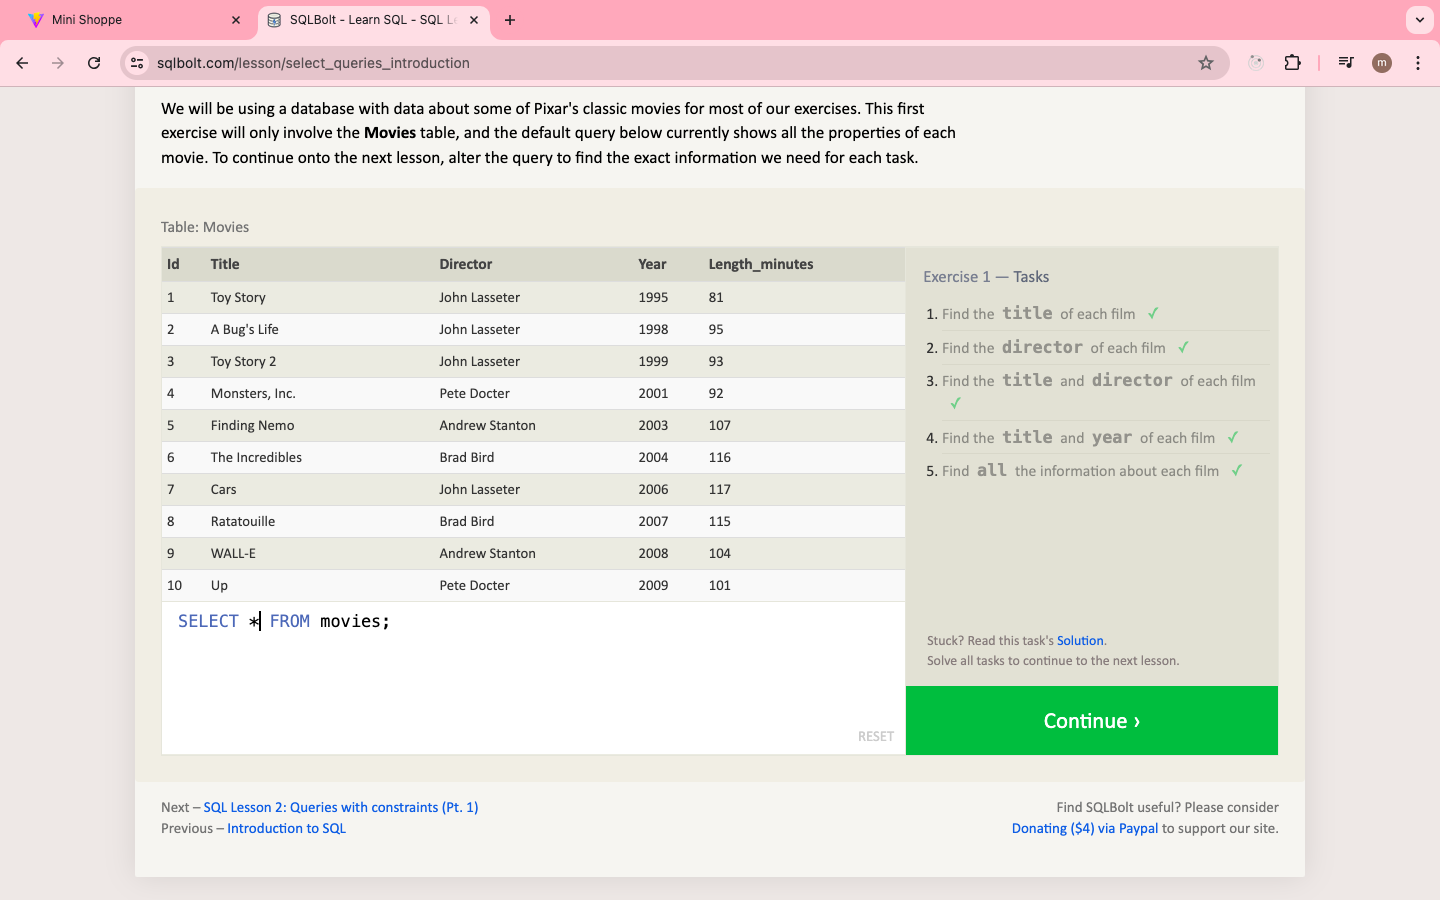 Mini Shoppe
SQLBolt - Learn SQL - SQL Le
sqlbolt.com/lesson/select_queries_introduction
m
We will be using a database with data about some of Pixar's classic movies for most of our exercises. This first
exercise will only involve the Movies table, and the default query below currently shows all the properties of each
movie. To continue onto the next lesson, alter the query to find the exact information we need for each task.
Table: Movies
Id Title Director Year Length_minutes
1 Toy Story John Lasseter 1995 81
2 A Bug's Life John Lasseter 1998 95
3 Toy Story 2 John Lasseter 1999 93
4 Monsters, Inc. Pete Docter 2001 92
5 Finding Nemo Andrew Stanton 2003 107
6 The Incredibles Brad Bird 2004 116
7 Cars John Lasseter 2006 117
8 Ratatouille Brad Bird 2007 115
9 WALL-E Andrew Stanton 2008 104
10 Up Pete Docter 2009 101
SELECT * FROM movies;
RESET
Exercise 1 — Tasks
1. Find the title of each film ✓
2. Find the director of each film ✓
3. Find the title and director of each film
✓
4. Find the title and year of each film ✓
5. Find all the information about each film ✓
Stuck? Read this task's Solution.
Solve all tasks to continue to the next lesson.
Continue ›
Next – SQL Lesson 2: Queries with constraints (Pt. 1)
Previous – Introduction to SQL
Find SQLBolt useful? Please consider
Donating ($4) via Paypal to support our site.